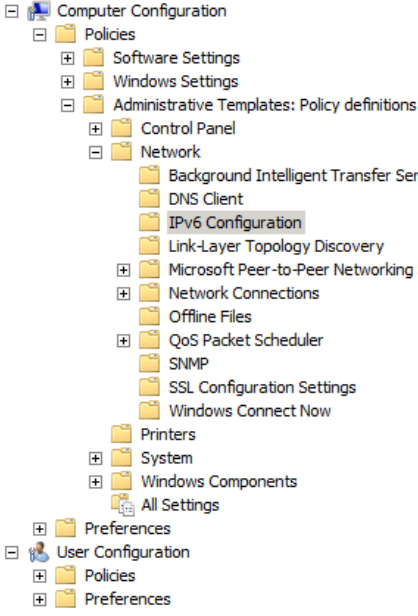 Computer Configuration
Policies
Software Settings
Windows Settings
Administrative Templates: Policy definitions
Control Panel
Network
Background Intelligent Transfer Ser
DNS Client
IPv6 Configuration
Link-Layer Topology Discovery
Microsoft Peer-to-Peer Networking
Network Connections
Offline Files
QoS Packet Scheduler
SNMP
SSL Configuration Settings
Windows Connect Now
Printers
System
Windows Components
All Settings
Preferences
User Configuration
Policies
Preferences